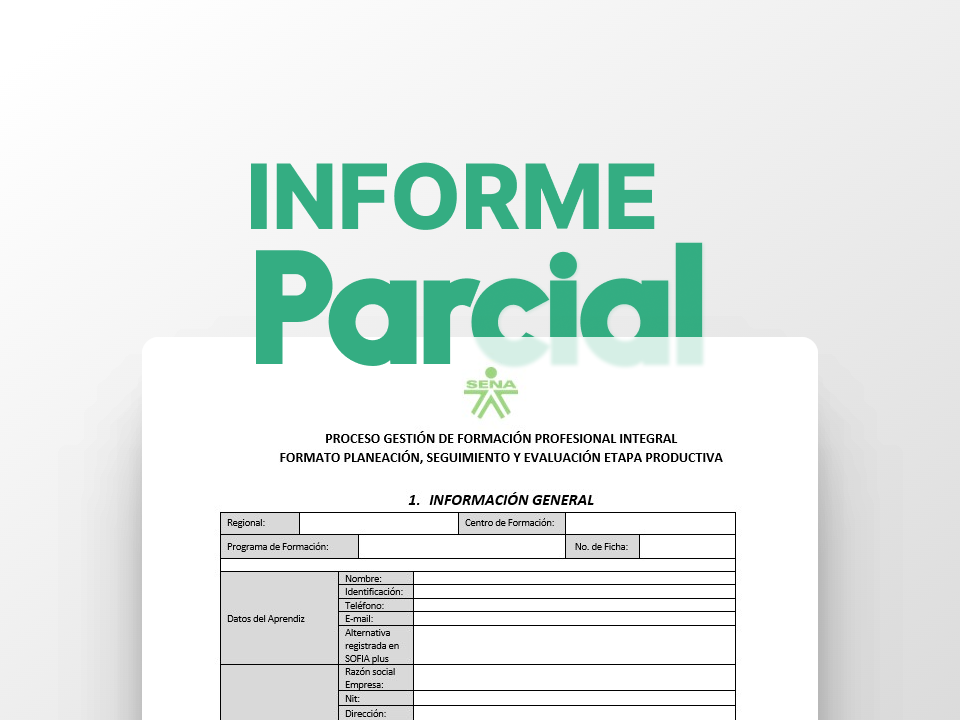 INFORME
Parcial
SENA
PROCESO GESTIÓN DE FORMACIÓN PROFESIONAL INTEGRAL
FORMATO PLANEACIÓN, SEGUIMIENTO Y EVALUACIÓN ETAPA PRODUCTIVA
1. INFORMACIÓN GENERAL
Regional: Centro de Formación:
Programa de Formación: No. de Ficha:
Datos del Aprendiz
Nombre:
Identificación:
Teléfono:
E-mail:
Alternativa
registrada en
SOFIA plus
Razón social
Empresa:
Nit:
Dirección: